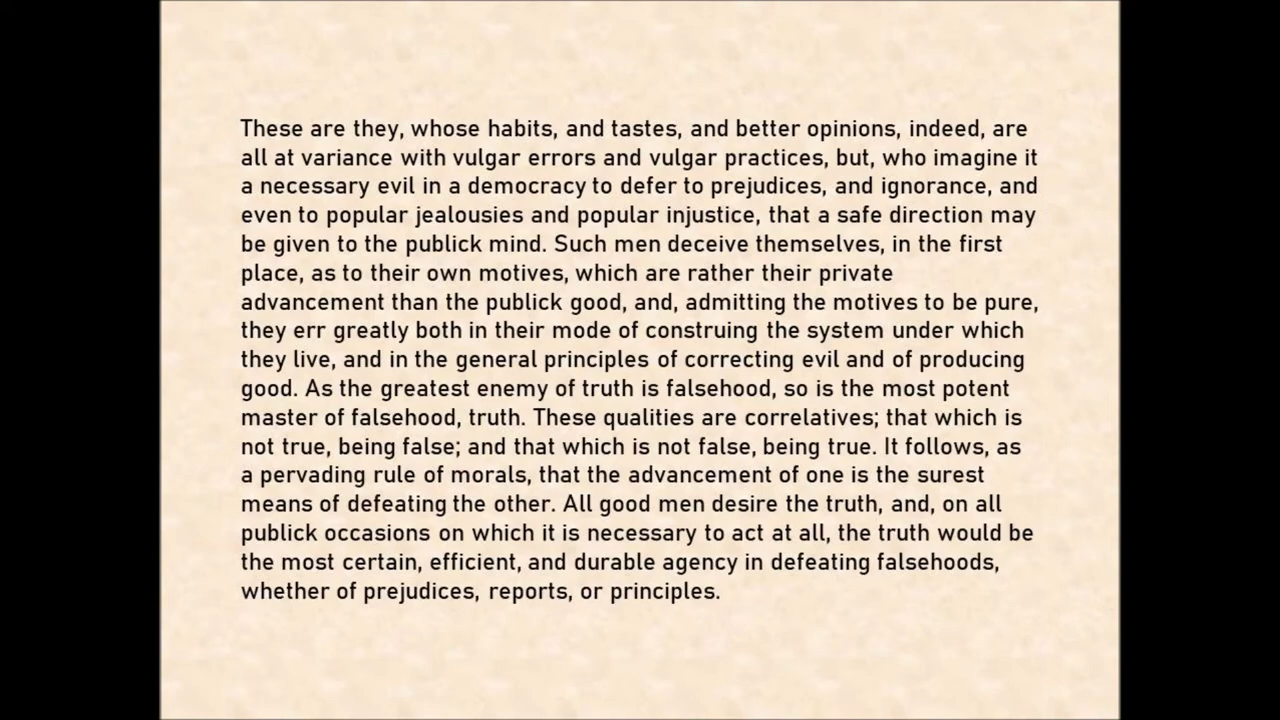 These are they, whose habits, and tastes, and better opinions, indeed, are
all at variance with vulgar errors and vulgar practices, but, who imagine it
a necessary evil in a democracy to defer to prejudices, and ignorance, and
even to popular jealousies and popular injustice, that a safe direction may
be given to the publick mind. Such men deceive themselves, in the first
place, as to their own motives, which are rather their private
advancement than the publick good, and, admitting the motives to be pure,
they err greatly both in their mode of construing the system under which
they live, and in the general principles of correcting evil and of producing
good. As the greatest enemy of truth is falsehood, so is the most potent
master of falsehood, truth. These qualities are correlatives; that which is
not true, being false; and that which is not false, being true. It follows, as
a pervading rule of morals, that the advancement of one is the surest
means of defeating the other. All good men desire the truth, and, on all
publick occasions on which it is necessary to act at all, the truth would be
the most certain, efficient, and durable agency in defeating falsehoods,
whether of prejudices, reports, or principles.